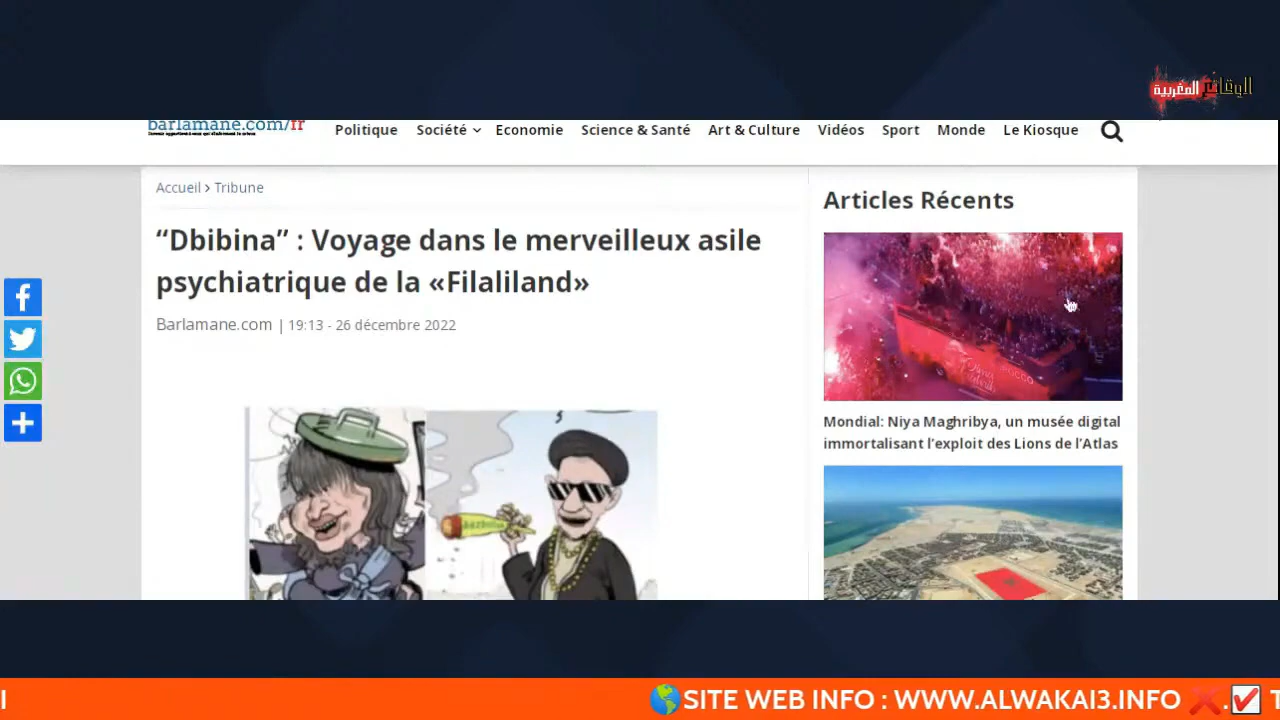 الوقائع المغربية
barlamane.com/fr
Politique Société Economie Science & Santé Art & Culture Vidéos Sport Monde Le Kiosque
Accueil > Tribune
“Dbibina” : Voyage dans le merveilleux asile
psychiatrique de la «Filaliland»
Barlamane.com | 19:13 - 26 décembre 2022
Articles Récents
Mondial: Niya Maghribya, un musée digital
immortalisant l’exploit des Lions de l’Atlas
I 🌎SITE WEB INFO : WWW.ALWAKAI3.INFO ❌.☑ T